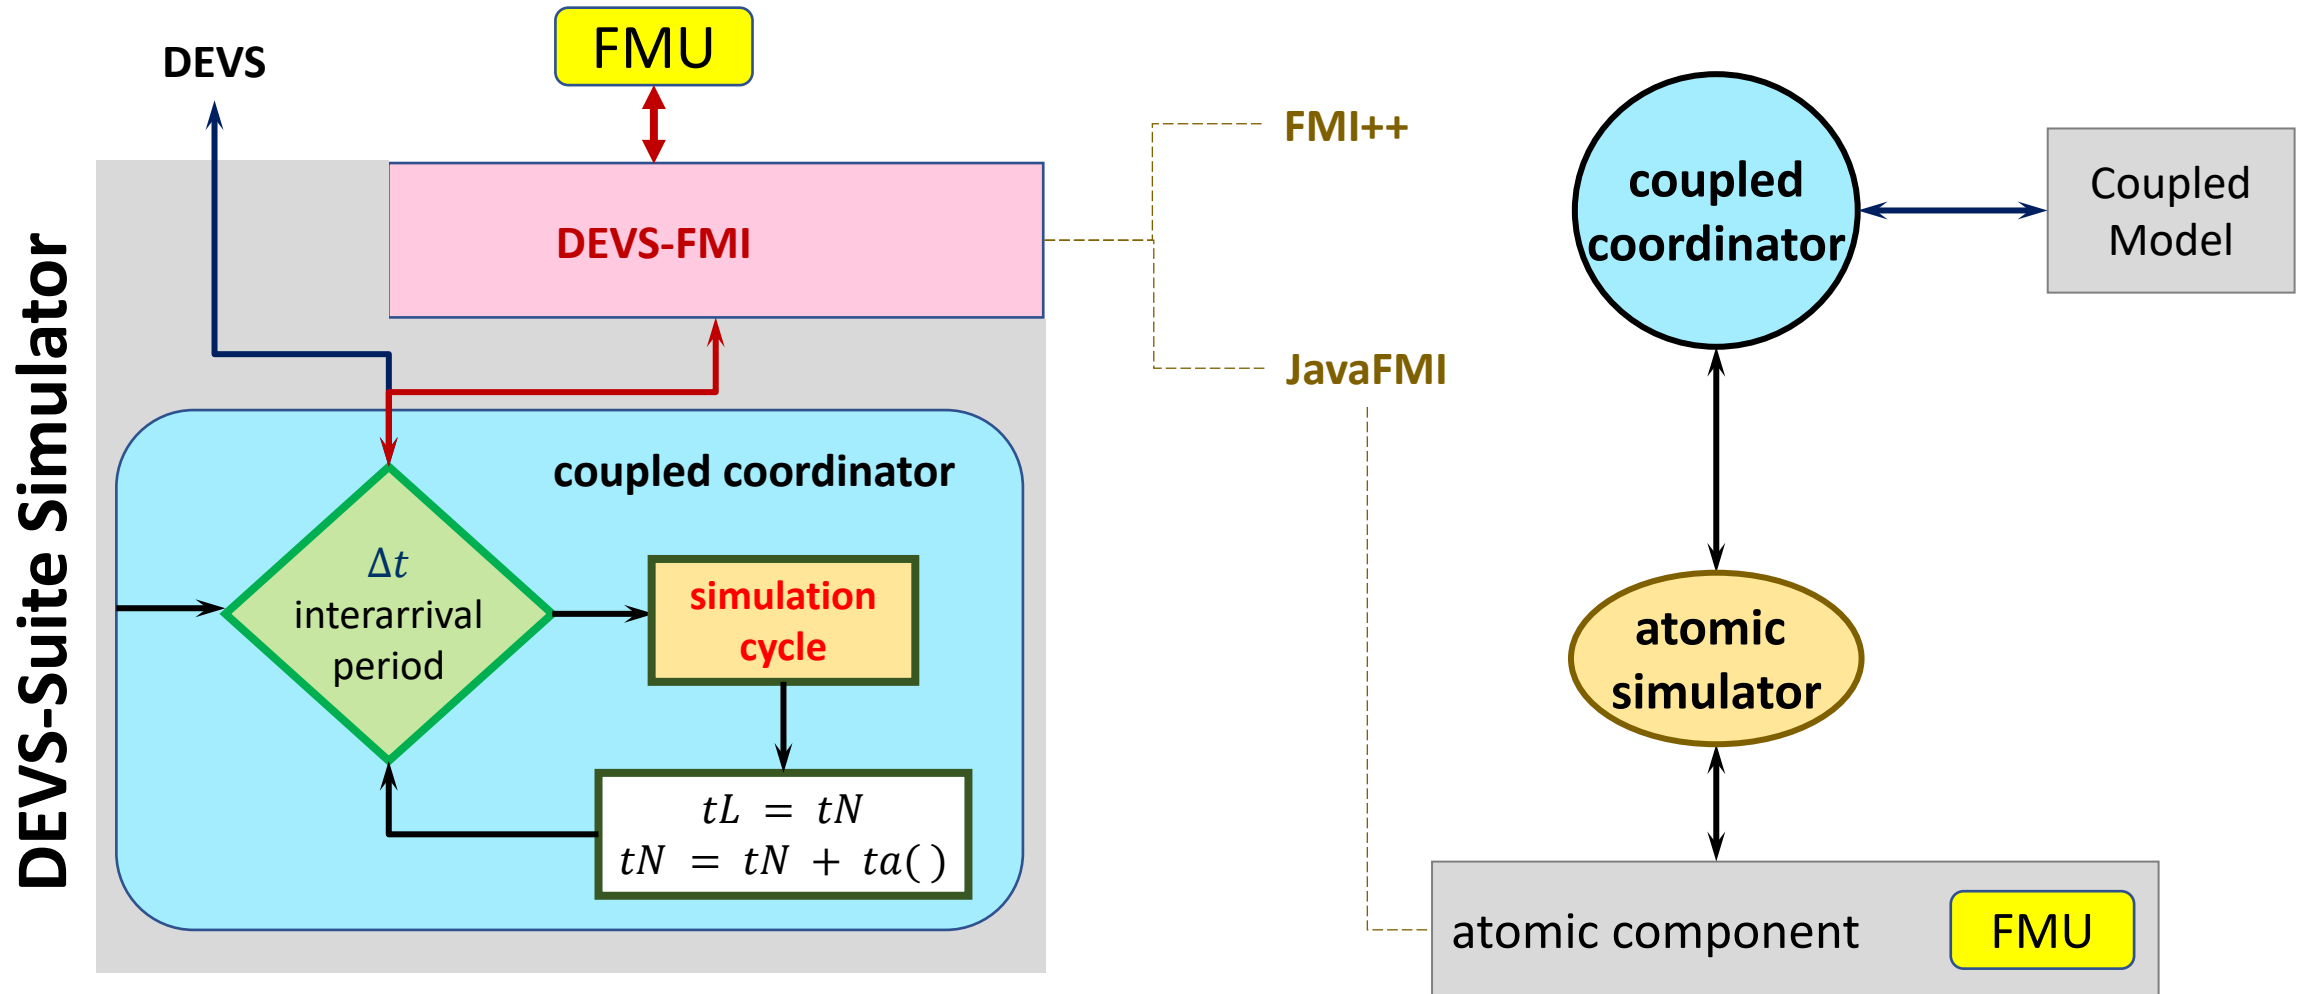 DEVS-Suite Simulator
DEVS
FMU
DEVS-FMI
coupled coordinator
Δt
interarrival
period
simulation
cycle
tL = tN
tN = tN + ta( )
FMI++
JavaFMI
coupled
coordinator
Coupled
Model
atomic
simulator
atomic component
FMU